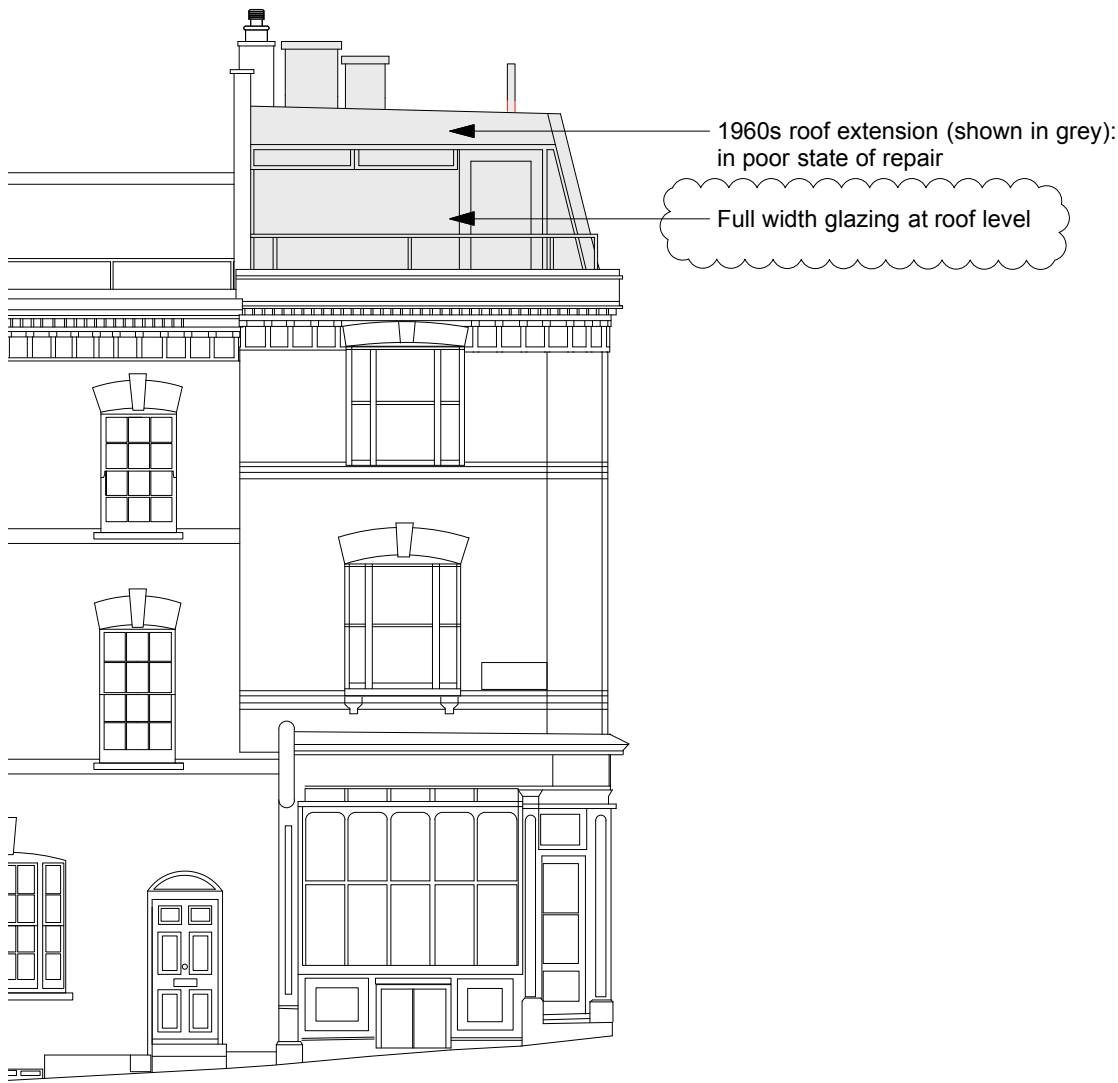 1960s roof extension (shown in grey):
in poor state of repair
Full width glazing at roof level